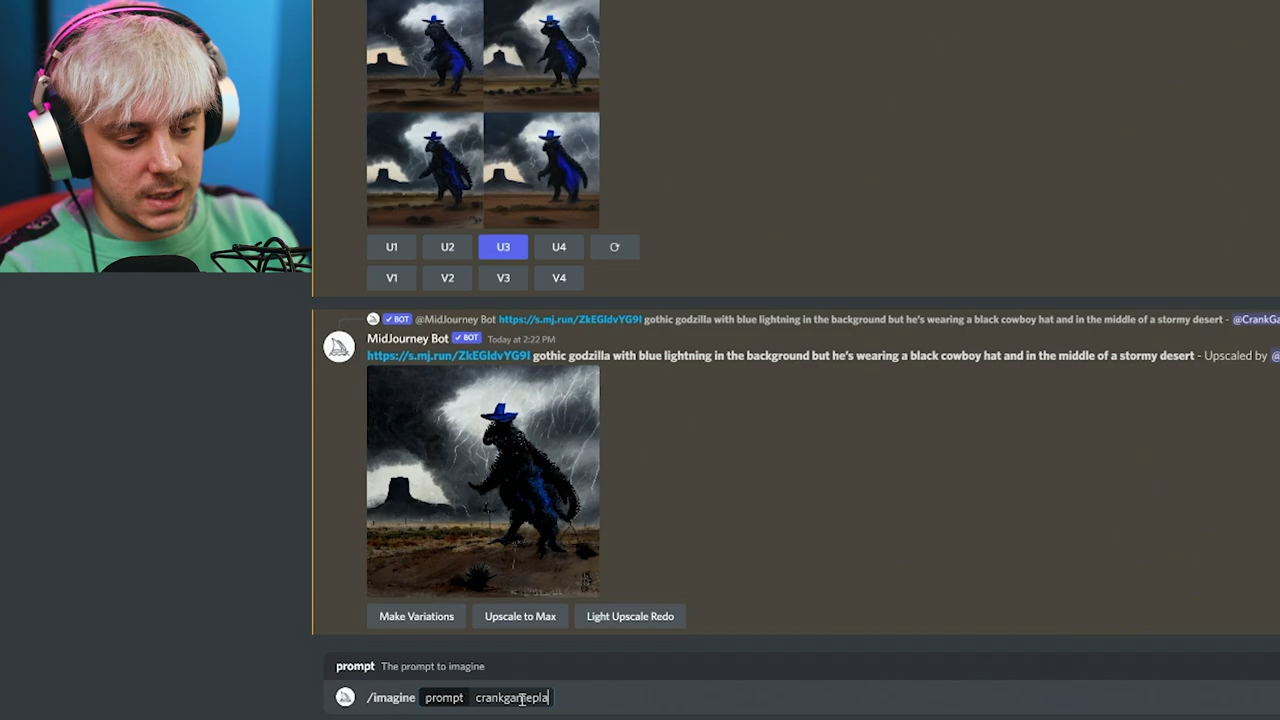 U1 U2 U3 U4
V1 V2 V3 V4
BOT @MidJourney Bot https://s.mj.run/ZkEGldvYG9I gothic godzilla with blue lightning in the background but he's wearing a black cowboy hat and in the middle of a stormy desert - @CrankGa
MidJourney Bot BOT Today at 2:22 PM
https://s.mj.run/ZkEGldvYG9I gothic godzilla with blue lightning in the background but he's wearing a black cowboy hat and in the middle of a stormy desert - Upscaled by @
Make Variations Upscale to Max Light Upscale Redo
prompt The prompt to imagine
/imagine prompt crankgamepla